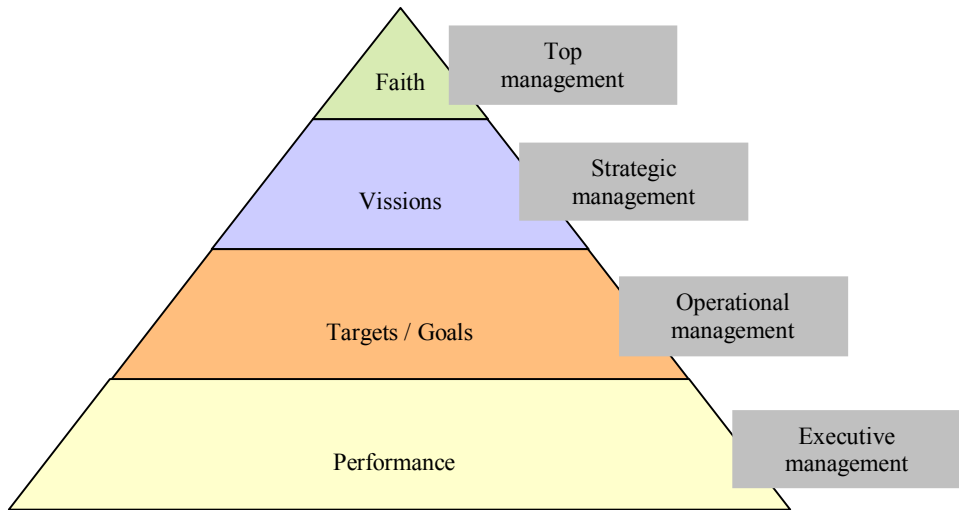 Faith
Top
management
Vissions
Strategic
management
Targets / Goals
Operational
management
Performance
Executive
management